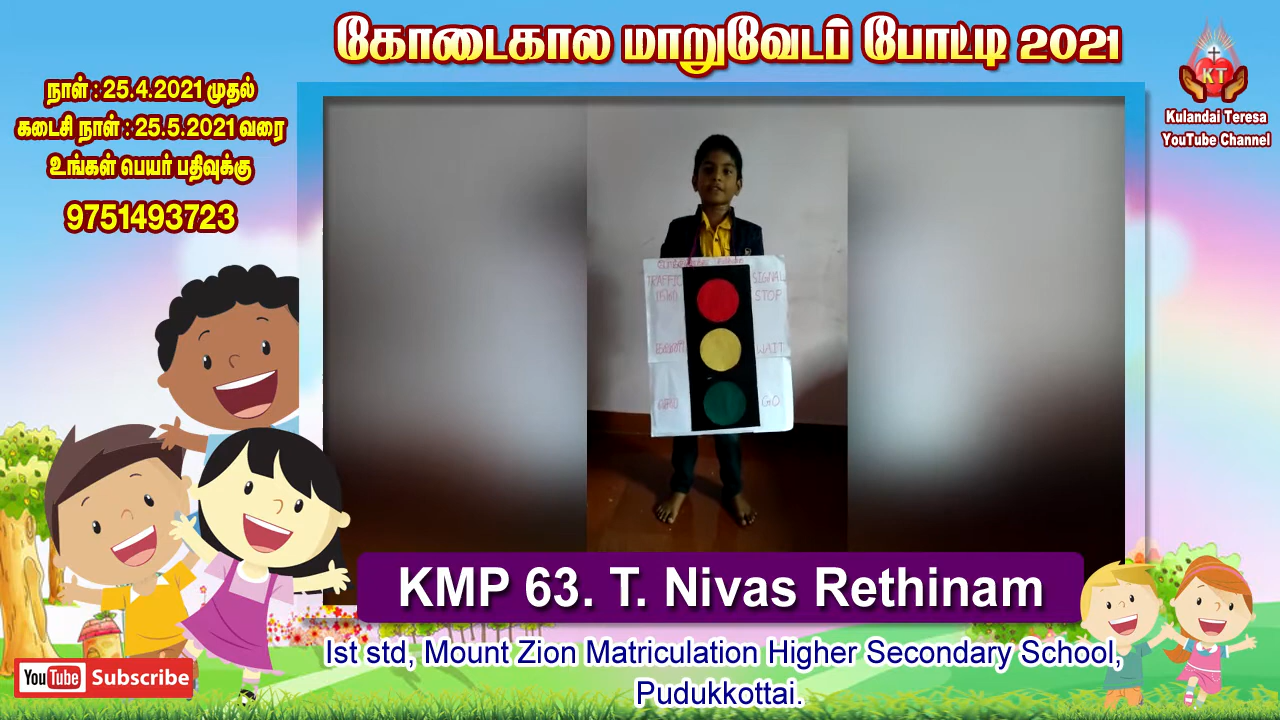 கோடைகால மாறுவேடப் போட்டி 2021
நாள் : 25.4.2021 முதல்
கடைசி நாள் : 25.5.2021 வரை
உங்கள் பெயர் பதிவுக்கு
9751493723
KT
Kulandai Teresa
YouTube Channel
TRAFFIC SIGNAL
நில் STOP
கவனி WAIT
செல் GO
KMP 63. T. Nivas Rethinam
Ist std, Mount Zion Matriculation Higher Secondary School,
Pudukkottai.
YouTube Subscribe